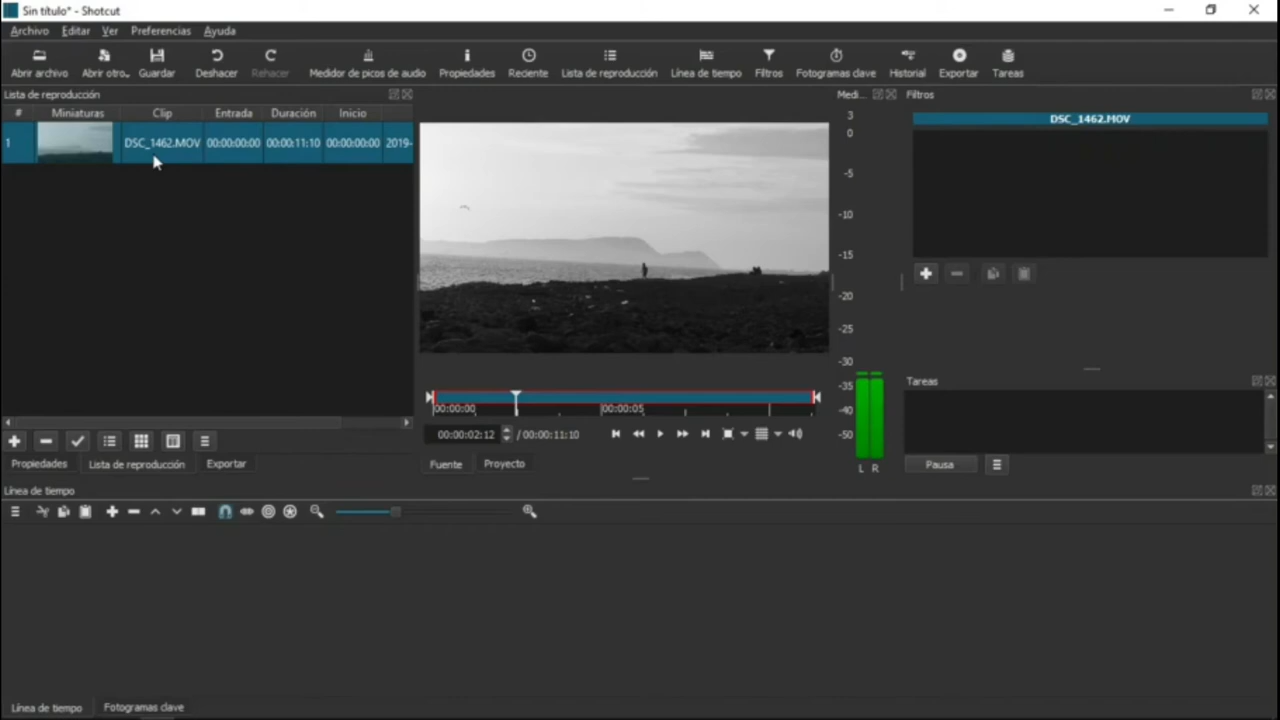 Sin título* - Shotcut
Archivo Editar Ver Preferencias Ayuda
Abrir archivo Abrir otro... Guardar Deshacer Rehacer Medidor de picos de audio Propiedades Reciente Lista de reproducción Línea de tiempo Filtros Fotogramas clave Historial Exportar Tareas
Lista de reproducción
# Miniaturas Clip Entrada Duración Inicio
1 DSC_1462.MOV 00:00:00:00 00:00:11:10 00:00:00:00 2019-
Propiedades Lista de reproducción Exportar
00:00:00 00:00:05
00:00:02:12 / 00:00:11:10
Fuente Proyecto
Medi...
3
0
-5
-10
-15
-20
-25
-30
-35
-40
-50
L R
Filtros
DSC_1462.MOV
Tareas
Pausa
Línea de tiempo
Línea de tiempo Fotogramas clave